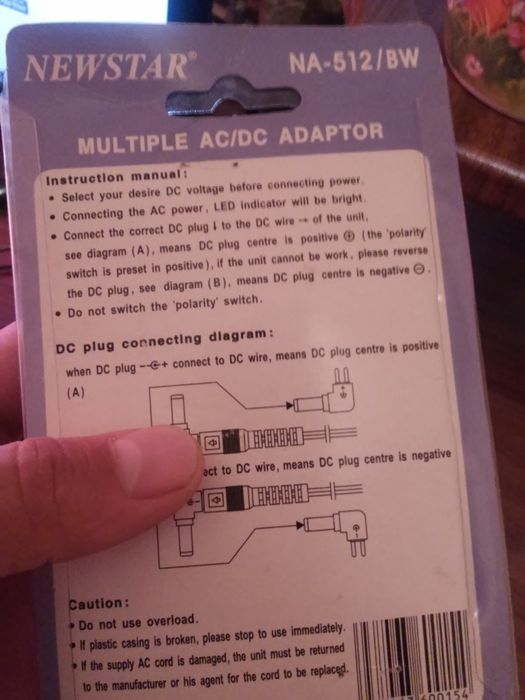 NEWSTAR®
NA-512/BW
MULTIPLE AC/DC ADAPTOR
Instruction manual:
• Select your desire DC voltage before connecting power.
• Connecting the AC power, LED indicator will be bright.
• Connect the correct DC plug ↓ to the DC wire → of the unit,
see diagram (A), means DC plug centre is positive ⊕ (the 'polarity'
switch is preset in positive), if the unit cannot be work, please reverse
the DC plug, see diagram (B), means DC plug centre is negative ⊖.
• Do not switch the 'polarity' switch.
DC plug connecting diagram:
when DC plug connect to DC wire, means DC plug centre is positive
(A)
to DC wire, means DC plug centre is negative
Caution:
• Do not use overload.
• If plastic casing is broken, please stop to use immediately.
• If the supply AC cord is damaged, the unit must be returned
to the manufacturer or his agent for the cord to be replaced.